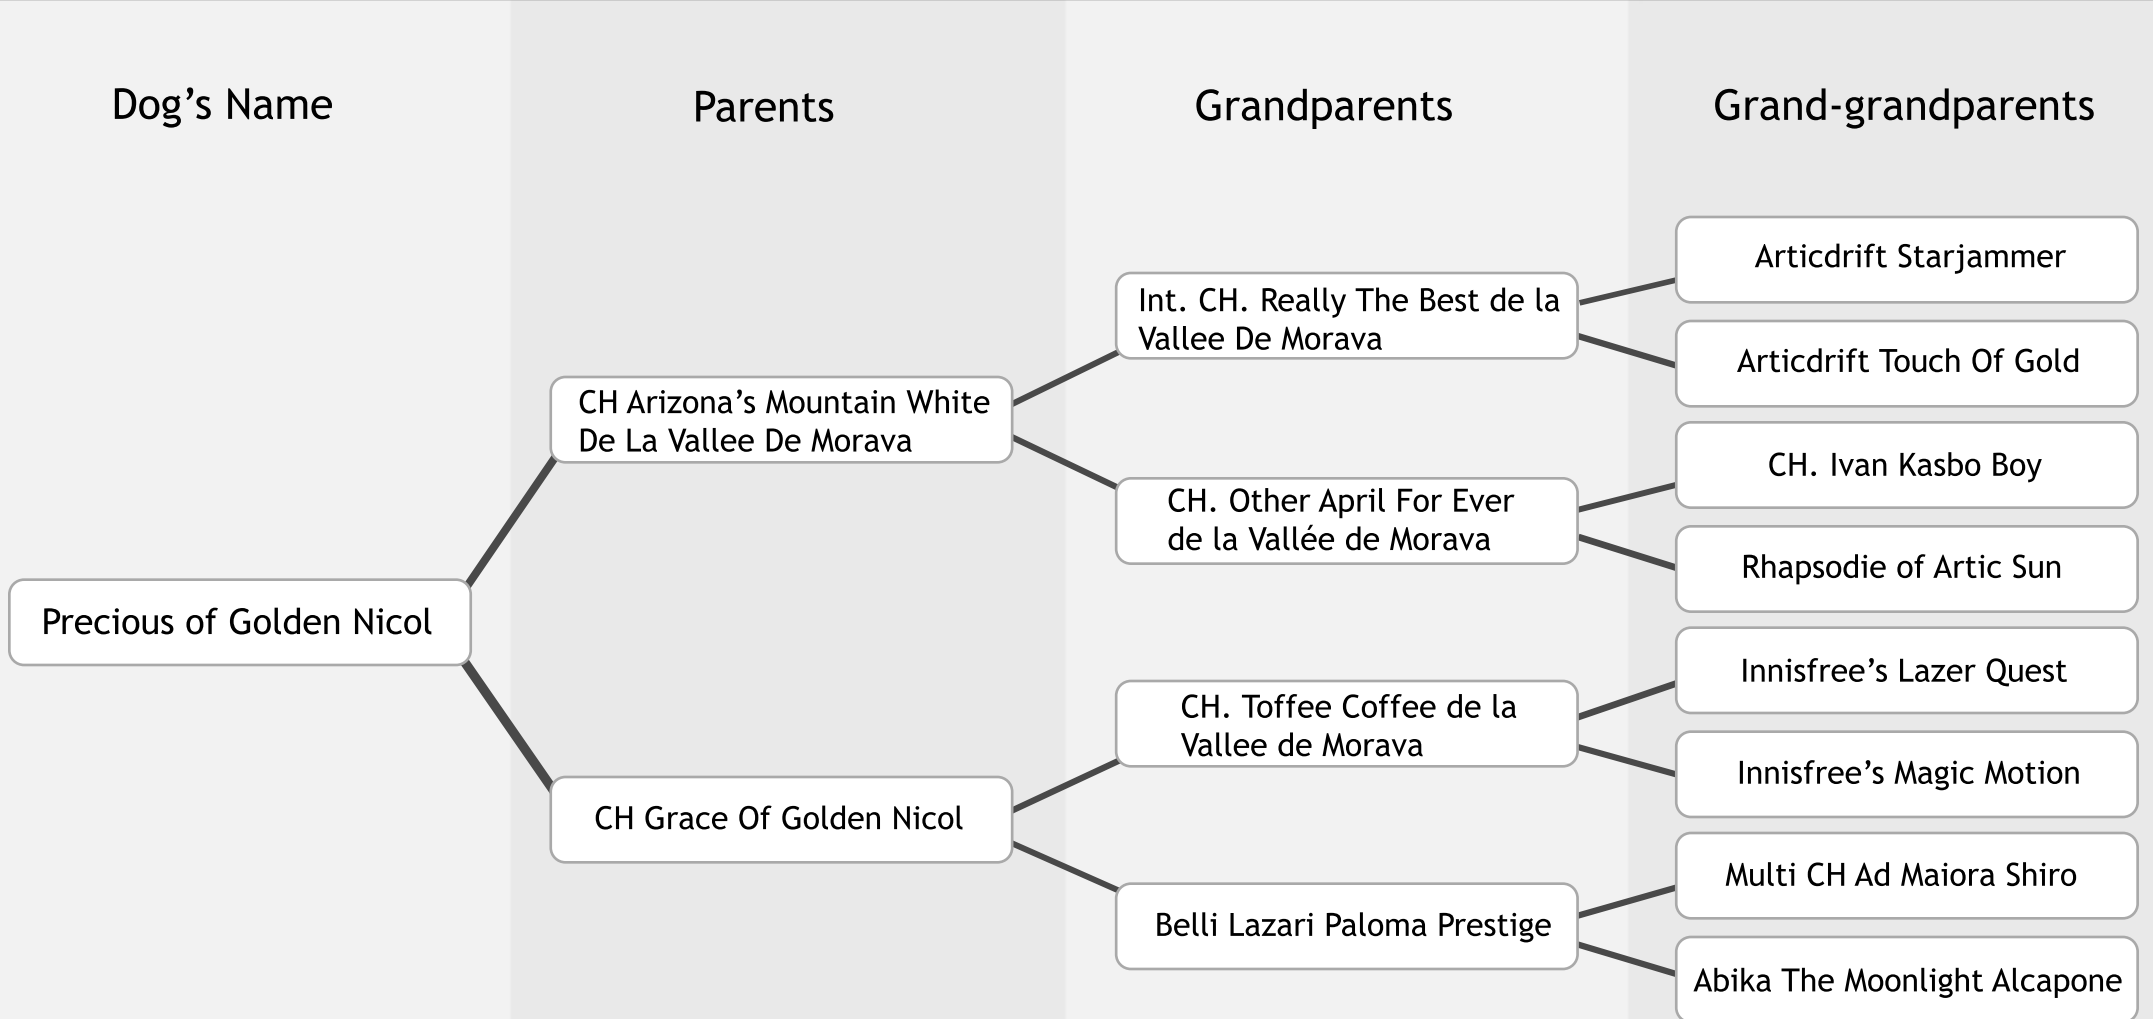 Dog’s Name
Parents
Grandparents
Grand-grandparents
Precious of Golden Nicol
CH Arizona’s Mountain White
De La Vallee De Morava
CH Grace Of Golden Nicol
Int. CH. Really The Best de la
Vallee De Morava
CH. Other April For Ever
de la Vallée de Morava
CH. Toffee Coffee de la
Vallee de Morava
Belli Lazari Paloma Prestige
Articdrift Starjammer
Articdrift Touch Of Gold
CH. Ivan Kasbo Boy
Rhapsodie of Artic Sun
Innisfree’s Lazer Quest
Innisfree’s Magic Motion
Multi CH Ad Maiora Shiro
Abika The Moonlight Alcapone